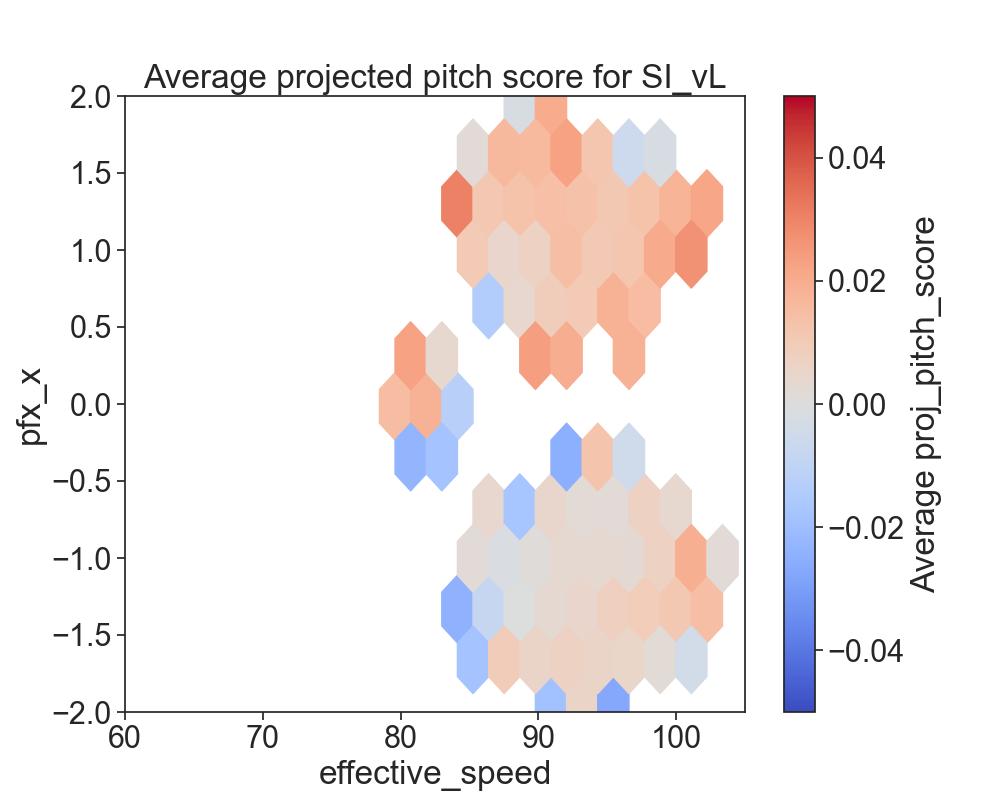 Average projected pitch score for SI_vL
2.0
1.5
1.0
0.5
0.0
−0.5
−1.0
−1.5
−2.0
pfx_x
60 70 80 90 100
effective_speed
0.04
0.02
0.00
−0.02
−0.04
Average proj_pitch_score